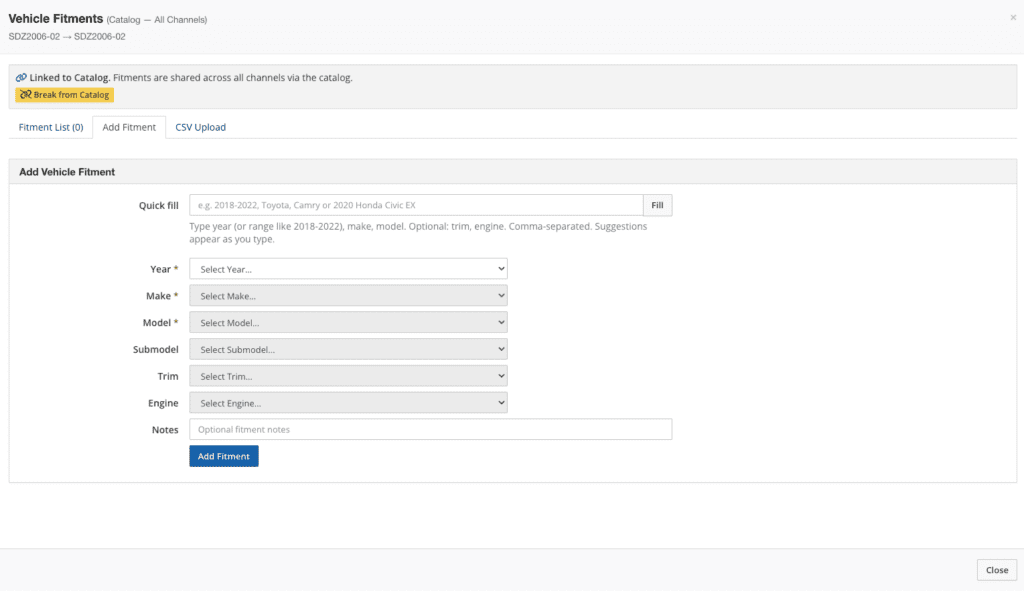 Vehicle Fitments (Catalog — All Channels)
×
SDZ2006-02 → SDZ2006-02
Linked to Catalog. Fitments are shared across all channels via the catalog.
Break from Catalog
Fitment List (0) Add Fitment CSV Upload
Add Vehicle Fitment
Quick fill e.g. 2018-2022, Toyota, Camry or 2020 Honda Civic EX Fill
Type year (or range like 2018-2022), make, model. Optional: trim, engine. Comma-separated. Suggestions
appear as you type.
Year * Select Year...
Make * Select Make...
Model * Select Model...
Submodel Select Submodel...
Trim Select Trim...
Engine Select Engine...
Notes Optional fitment notes
Add Fitment
Close